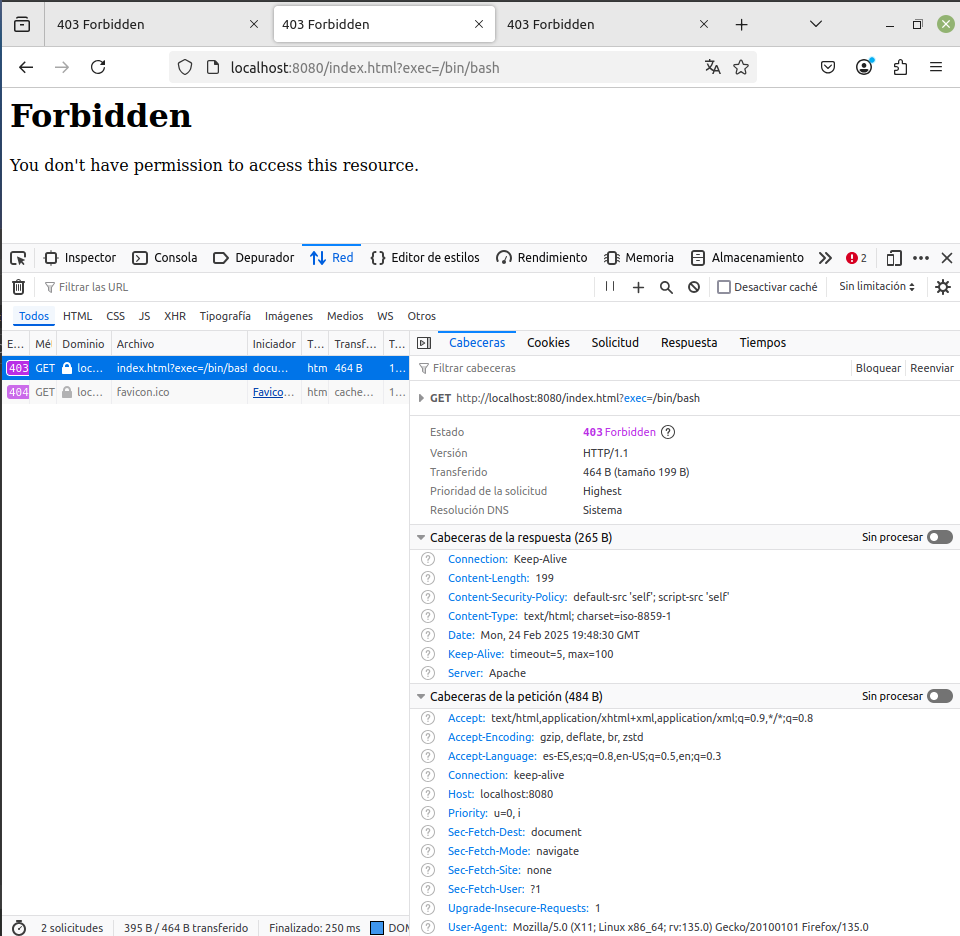 403 Forbidden
403 Forbidden
403 Forbidden
localhost:8080/index.html?exec=/bin/bash
Forbidden
You don't have permission to access this resource.
Inspector Consola Depurador Red Editor de estilos Rendimiento Memoria Almacenamiento 2
Filtrar las URL Desactivar caché Sin limitación
Todos HTML CSS JS XHR Tipografía Imágenes Medios WS Otros
E... Mé Dominio Archivo Iniciador T... Transf... T...
403 GET loc... index.html?exec=/bin/basl docu... htm 464 B 1...
404 GET loc... favicon.ico Favico... htm cache... 1...
Cabeceras Cookies Solicitud Respuesta Tiempos
Filtrar cabeceras Bloquear Reenviar
GET http://localhost:8080/index.html?exec=/bin/bash
Estado 403 Forbidden
Versión HTTP/1.1
Transferido 464 B (tamaño 199 B)
Prioridad de la solicitud Highest
Resolución DNS Sistema
Cabeceras de la respuesta (265 B) Sin procesar
Connection: Keep-Alive
Content-Length: 199
Content-Security-Policy: default-src 'self'; script-src 'self'
Content-Type: text/html; charset=iso-8859-1
Date: Mon, 24 Feb 2025 19:48:30 GMT
Keep-Alive: timeout=5, max=100
Server: Apache
Cabeceras de la petición (484 B) Sin procesar
Accept: text/html,application/xhtml+xml,application/xml;q=0.9,*/*;q=0.8
Accept-Encoding: gzip, deflate, br, zstd
Accept-Language: es-ES,es;q=0.8,en-US;q=0.5,en;q=0.3
Connection: keep-alive
Host: localhost:8080
Priority: u=0, i
Sec-Fetch-Dest: document
Sec-Fetch-Mode: navigate
Sec-Fetch-Site: none
Sec-Fetch-User: ?1
Upgrade-Insecure-Requests: 1
User-Agent: Mozilla/5.0 (X11; Linux x86_64; rv:135.0) Gecko/20100101 Firefox/135.0
2 solicitudes 395 B / 464 B transferido Finalizado: 250 ms DOM